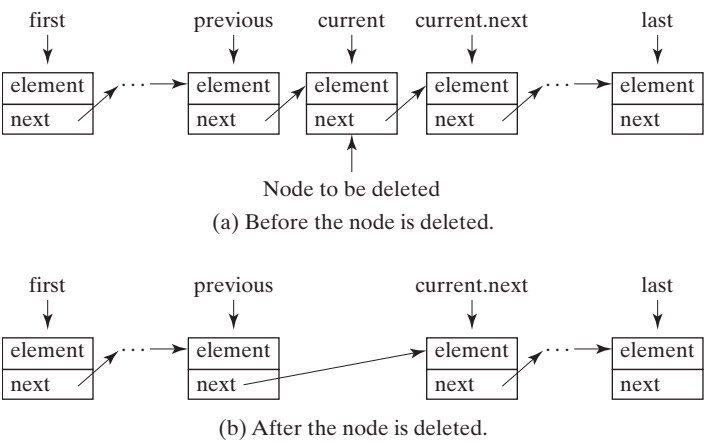 first previous current current.next last
element ... element element element ... element
next next next next next
Node to be deleted
(a) Before the node is deleted.
first previous current.next last
element ... element element ... element
next next next next
(b) After the node is deleted.